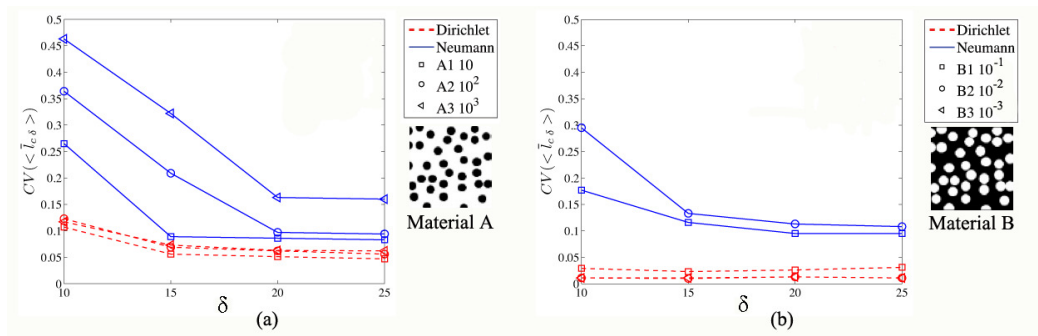 0.5
0.45
0.4
0.35
0.3
0.25
0.2
0.15
0.1
0.05
0
CV(< l̄c δ >)
10 15 20 25
δ
(a)
Dirichlet
Neumann
A1 10
A2 10²
A3 10³
Material A
0.5
0.45
0.4
0.35
0.3
0.25
0.2
0.15
0.1
0.05
0
CV(< l̄c δ >)
10 15 20 25
δ
(b)
Dirichlet
Neumann
B1 10⁻¹
B2 10⁻²
B3 10⁻³
Material B